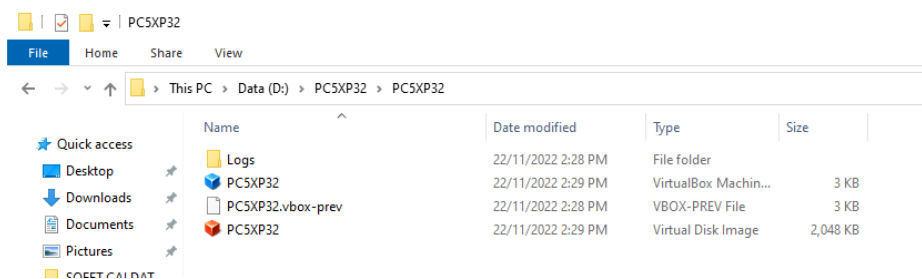 PC5XP32
File Home Share View
This PC > Data (D:) > PC5XP32 > PC5XP32
Name Date modified Type Size
Quick access
Logs 22/11/2022 2:28 PM File folder
Desktop
PC5XP32 22/11/2022 2:29 PM VirtualBox Machin... 3 KB
Downloads
PC5XP32.vbox-prev 22/11/2022 2:28 PM VBOX-PREV File 3 KB
Documents
PC5XP32 22/11/2022 2:29 PM Virtual Disk Image 2,048 KB
Pictures